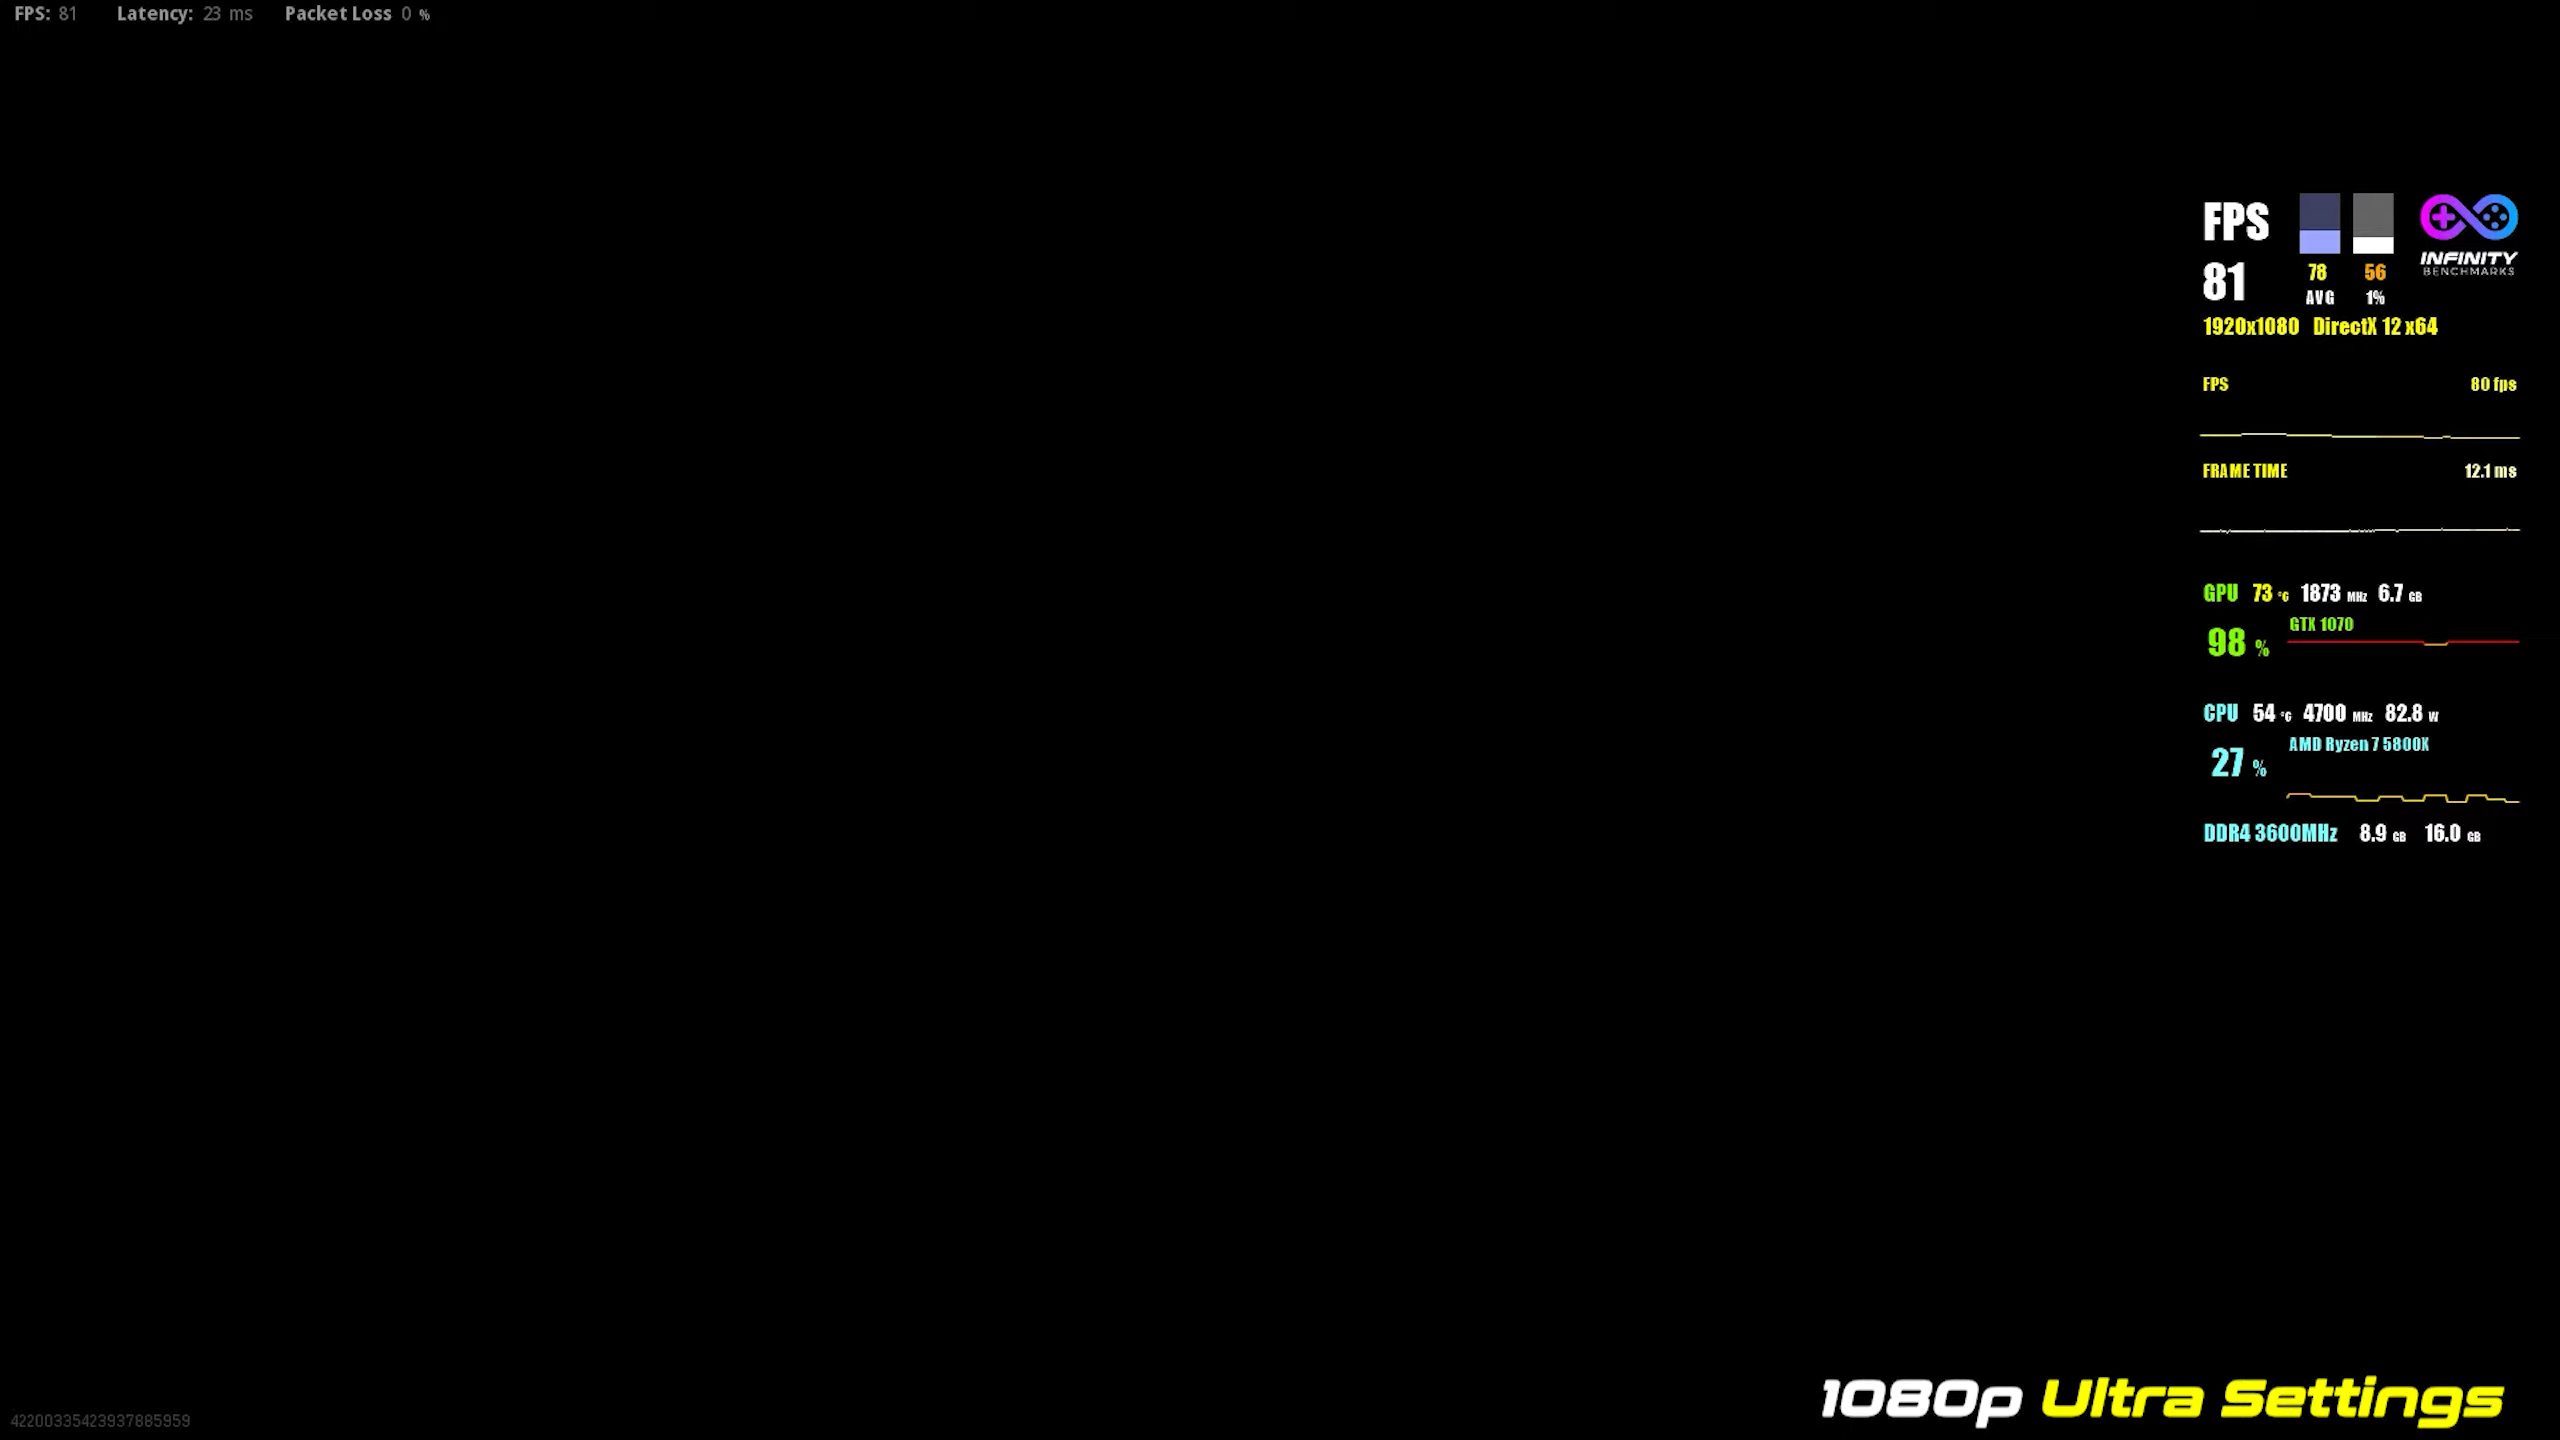 FPS: 81 Latency: 23 ms Packet Loss 0 %
FPS
81
78 56
AVG 1%
INFINITY
BENCHMARKS
1920x1080 DirectX 12 x64
FPS 80 fps
FRAME TIME 12.1 ms
GPU 73 °C 1873 MHz 6.7 GB
GTX 1070
98 %
CPU 54 °C 4700 MHz 82.8 W
AMD Ryzen 7 5800X
27 %
DDR4 3600MHz 8.9 GB 16.0 GB
1080p Ultra Settings
42200335423937885959